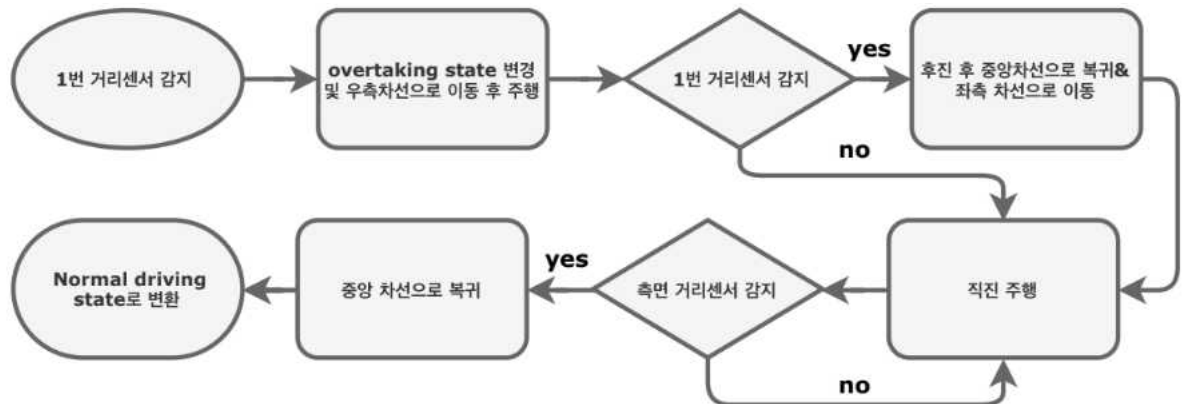 1번 거리센서 감지
overtaking state 변경
및 우측차선으로 이동 후 주행
1번 거리센서 감지
yes
후진 후 중앙차선으로 복귀&
좌측 차선으로 이동
no
Normal driving
state로 변환
중앙 차선으로 복귀
yes
측면 거리센서 감지
직진 주행
no